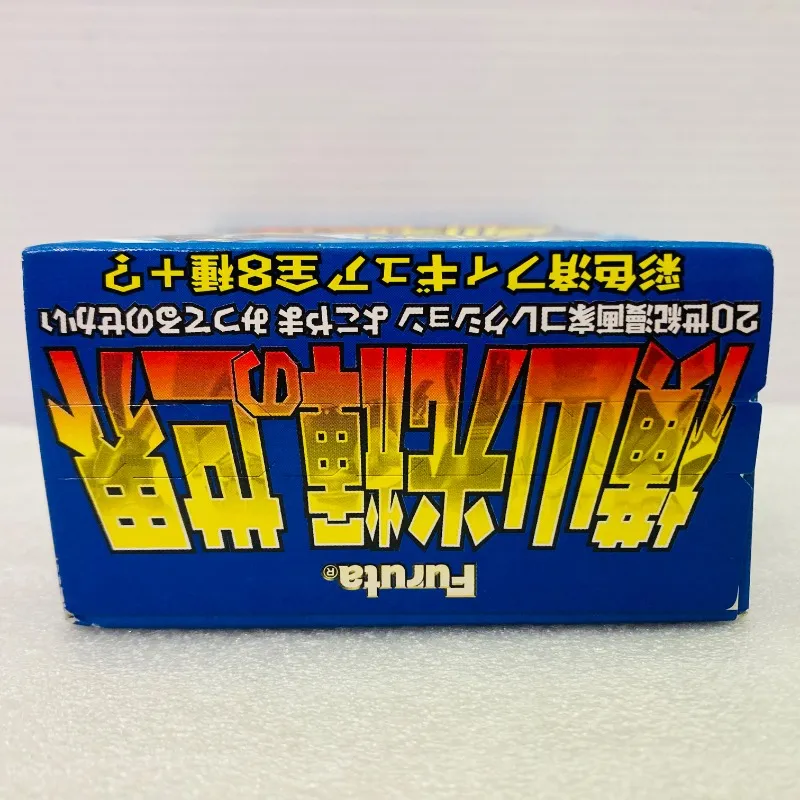 Furuta®
横山光輝の世界
20世紀漫画家コレクション よこやま みつてるのせかい
彩色済フィギュア全8種+?